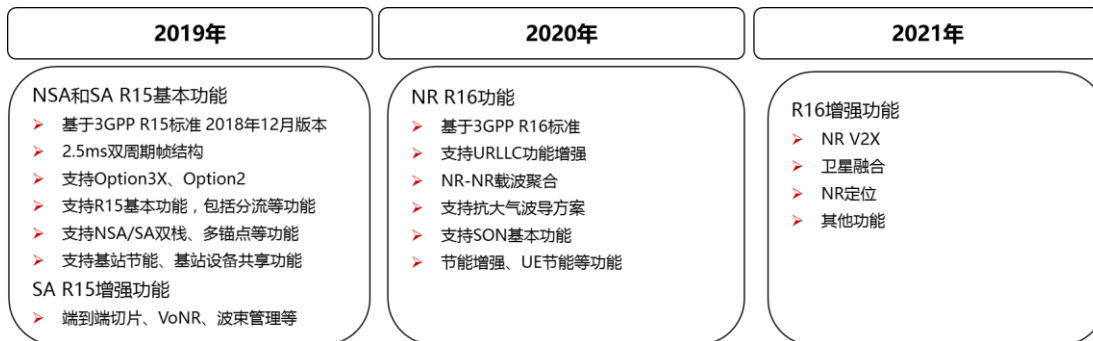 2019年
2020年
2021年
NSA和SA R15基本功能
基于3GPP R15标准 2018年12月版本
2.5ms双周期帧结构
支持Option3X、Option2
支持R15基本功能，包括分流等功能
支持NSA/SA双栈、多锚点等功能
支持基站节能、基站设备共享功能
SA R15增强功能
端到端切片、VoNR、波束管理等
NR R16功能
基于3GPP R16标准
支持URLLC功能增强
NR-NR载波聚合
支持抗大气波导方案
支持SON基本功能
节能增强、UE节能等功能
R16增强功能
NR V2X
卫星融合
NR定位
其他功能